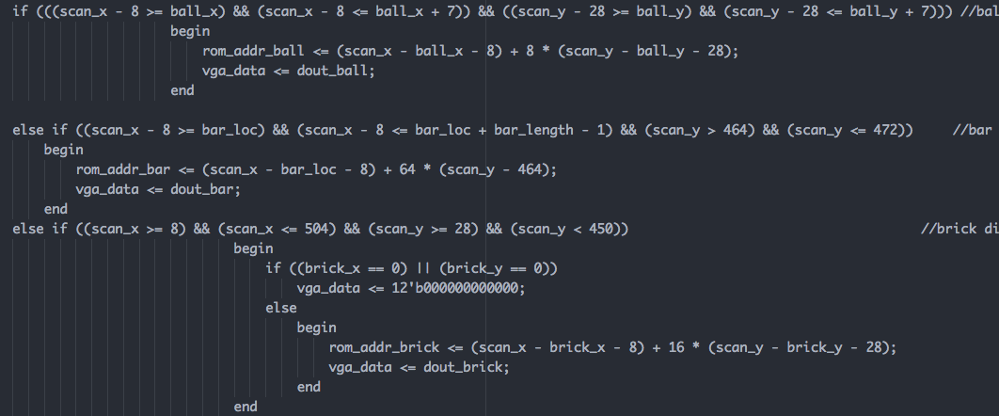 if (((scan_x - 8 >= ball_x) && (scan_x - 8 <= ball_x + 7)) && ((scan_y - 28 >= ball_y) && (scan_y - 28 <= ball_y + 7))) //bal
begin
rom_addr_ball <= (scan_x - ball_x - 8) + 8 * (scan_y - ball_y - 28);
vga_data <= dout_ball;
end
else if ((scan_x - 8 >= bar_loc) && (scan_x - 8 <= bar_loc + bar_length - 1) && (scan_y > 464) && (scan_y <= 472)) //bar
begin
rom_addr_bar <= (scan_x - bar_loc - 8) + 64 * (scan_y - 464);
vga_data <= dout_bar;
end
else if ((scan_x >= 8) && (scan_x <= 504) && (scan_y >= 28) && (scan_y < 450)) //brick di
begin
if ((brick_x == 0) || (brick_y == 0))
vga_data <= 12'b000000000000;
else
begin
rom_addr_brick <= (scan_x - brick_x - 8) + 16 * (scan_y - brick_y - 28);
vga_data <= dout_brick;
end
end